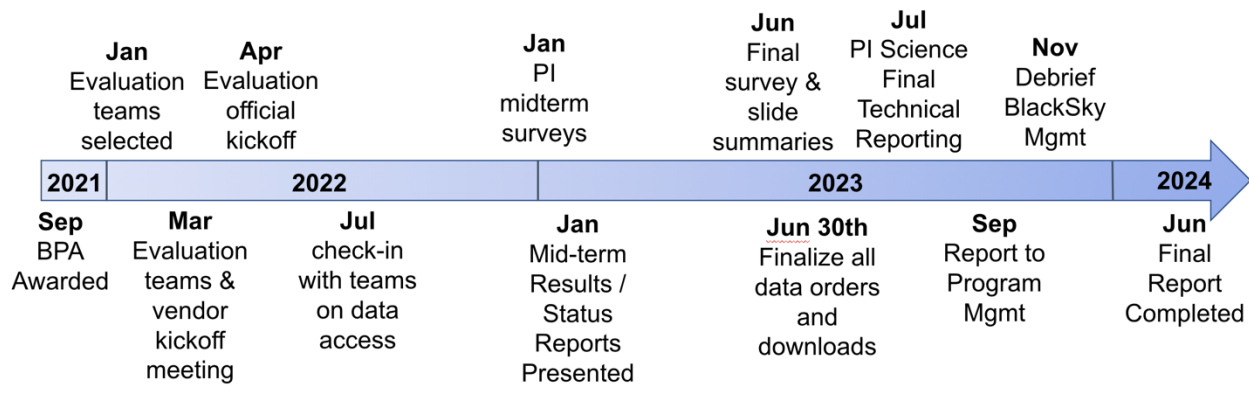 Jan
Evaluation
teams
selected
Apr
Evaluation
official
kickoff
Jan
PI
midterm
surveys
Jun
Final
survey &
slide
summaries
Jul
PI Science
Final
Technical
Reporting
Nov
Debrief
BlackSky
Mgmt
2021
2022
2023
2024
Sep
BPA
Awarded
Mar
Evaluation
teams &
vendor
kickoff
meeting
Jul
check-in
with teams
on data
access
Jan
Mid-term
Results /
Status
Reports
Presented
Jun 30th
Finalize all
data orders
and
downloads
Sep
Report to
Program
Mgmt
Jun
Final
Report
Completed